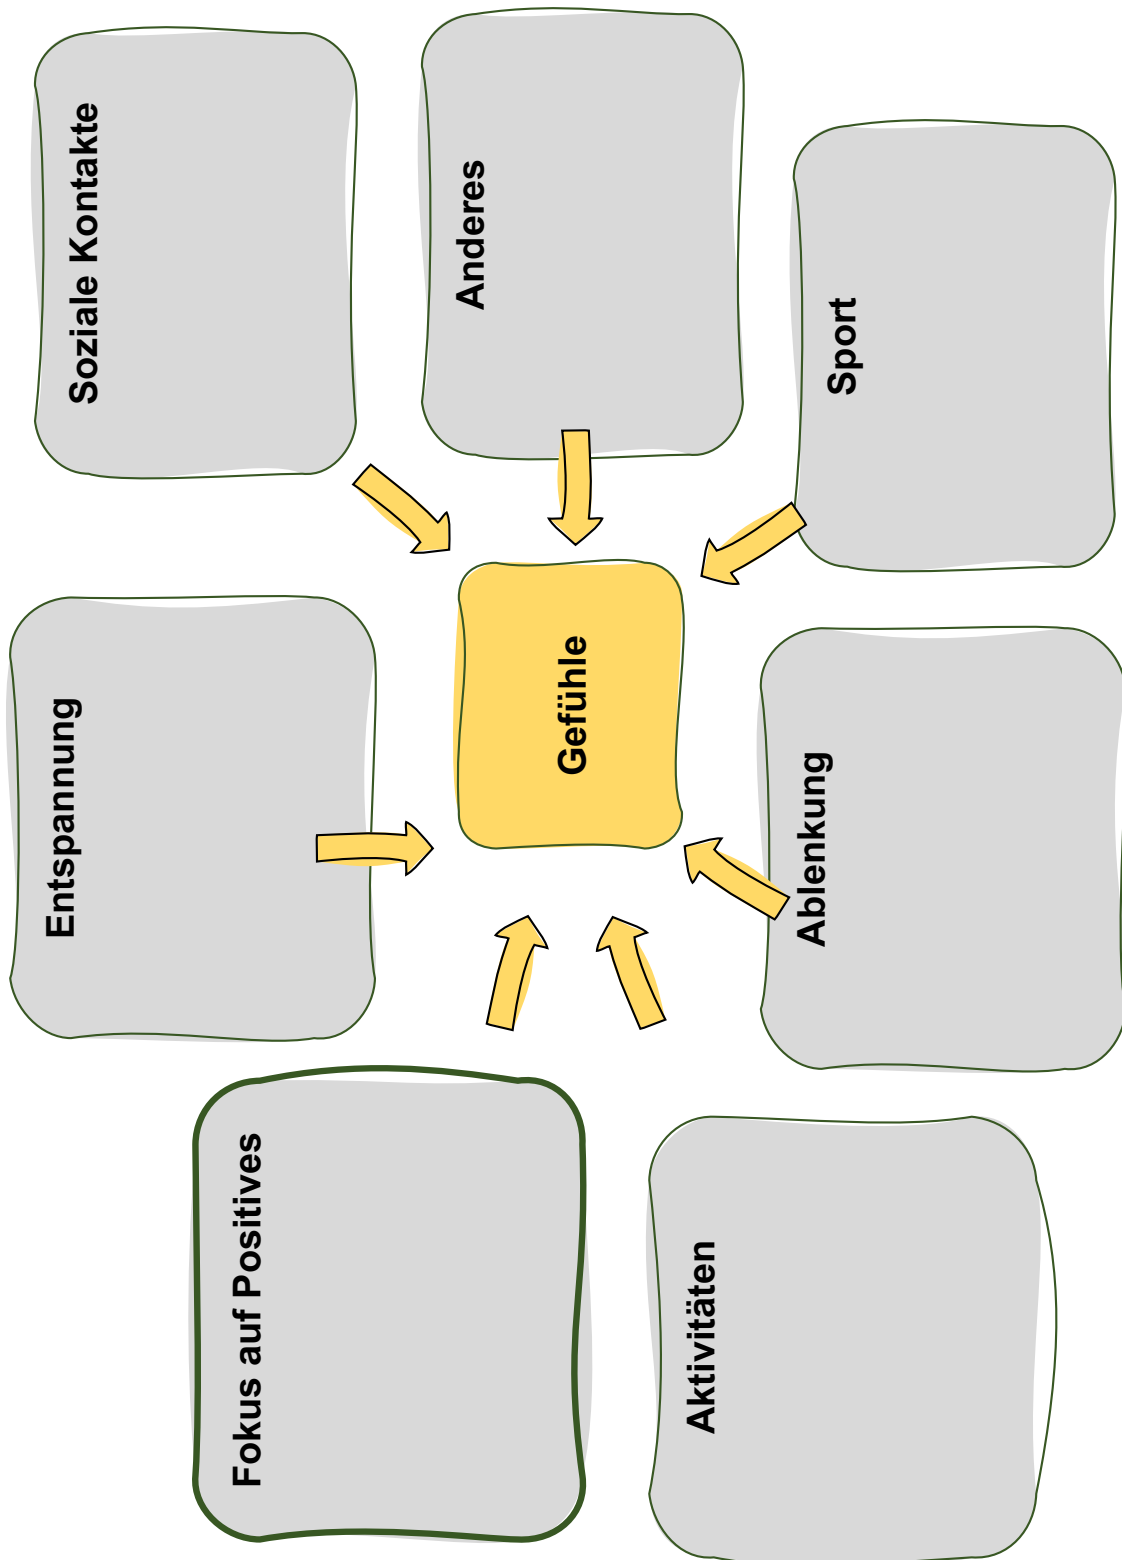 Fokus auf Positives
Entspannung
Soziale Kontakte
Gefühle
Anderes
Aktivitäten
Ablenkung
Sport